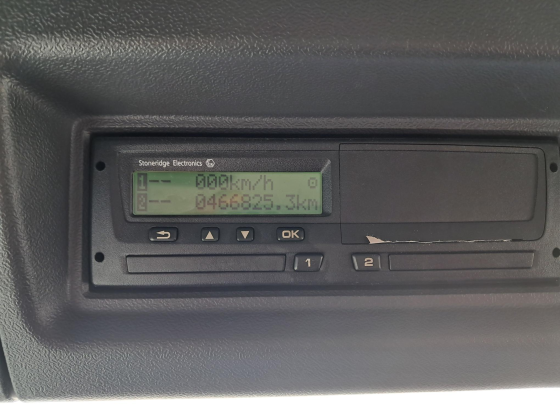 Stoneridge Electronics
1 -- -- 000km/h
2 -- -- 0466825.3km
OK
1 2